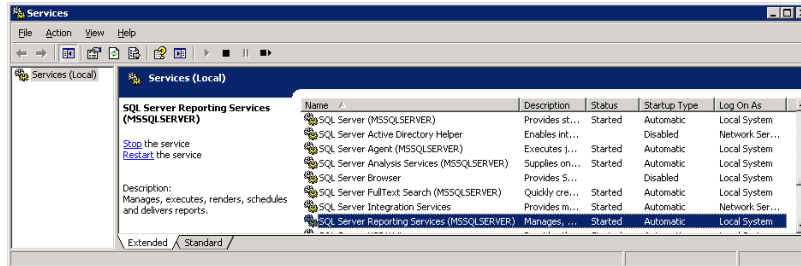 Services
File Action View Help
Services (Local)
Services (Local)
SQL Server Reporting Services
(MSSQLSERVER)
Stop the service
Restart the service
Description:
Manages, executes, renders, schedules
and delivers reports.
Name Description Status Startup Type Log On As
SQL Server (MSSQLSERVER) Provides st... Started Automatic Local System
SQL Server Active Directory Helper Enables int... Disabled Network Ser...
SQL Server Agent (MSSQLSERVER) Executes j... Started Automatic Local System
SQL Server Analysis Services (MSSQLSERVER) Supplies on... Started Automatic Local System
SQL Server Browser Provides S... Disabled Local System
SQL Server FullText Search (MSSQLSERVER) Quickly cre... Started Automatic Local System
SQL Server Integration Services Provides m... Started Automatic Network Ser...
SQL Server Reporting Services (MSSQLSERVER) Manages, ... Started Automatic Local System
Extended Standard